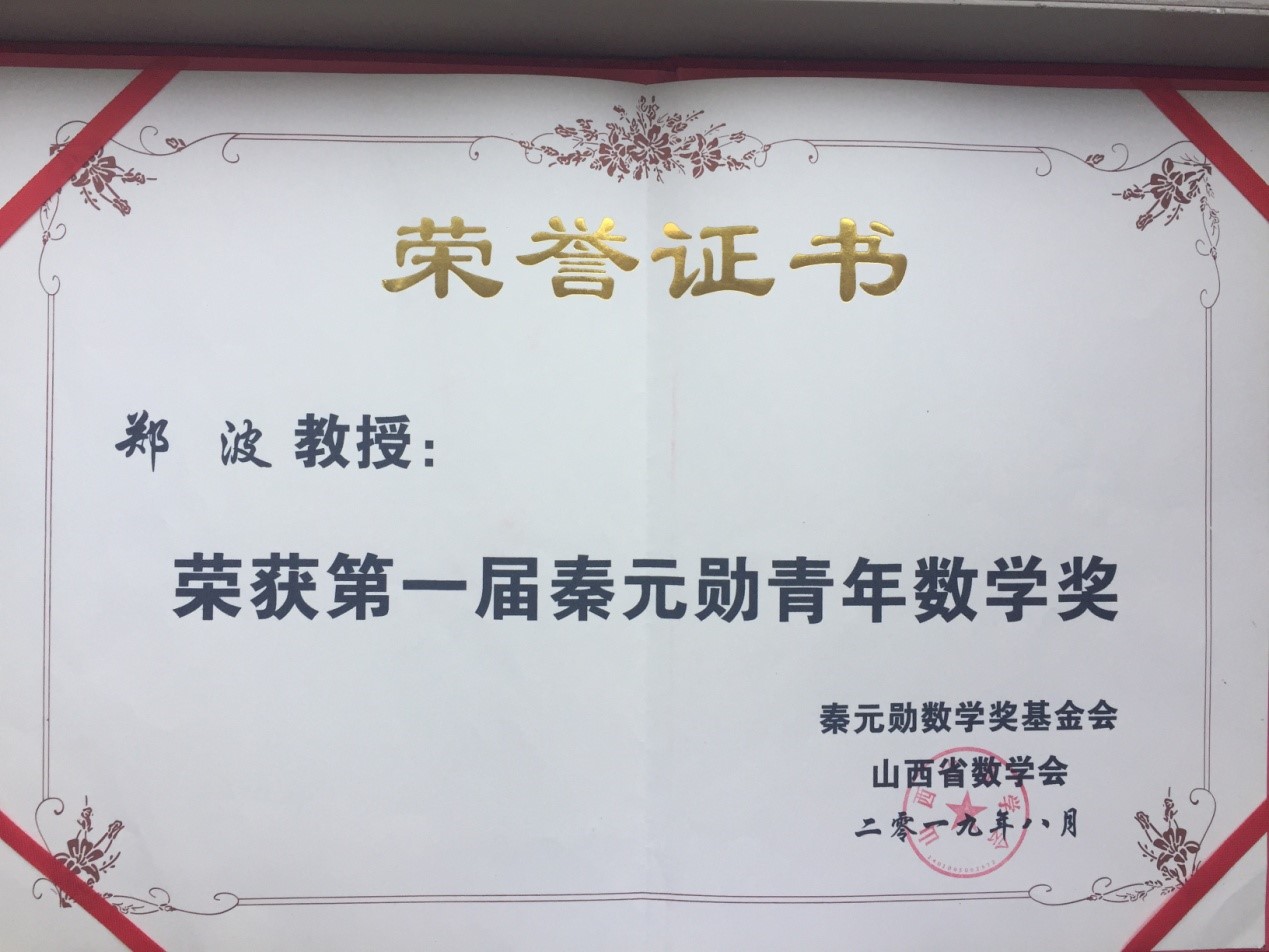 荣誉证书
郑 波 教授：
荣获第一届秦元勋青年数学奖
秦元勋数学奖基金会
山西省数学会
二零一九年八月